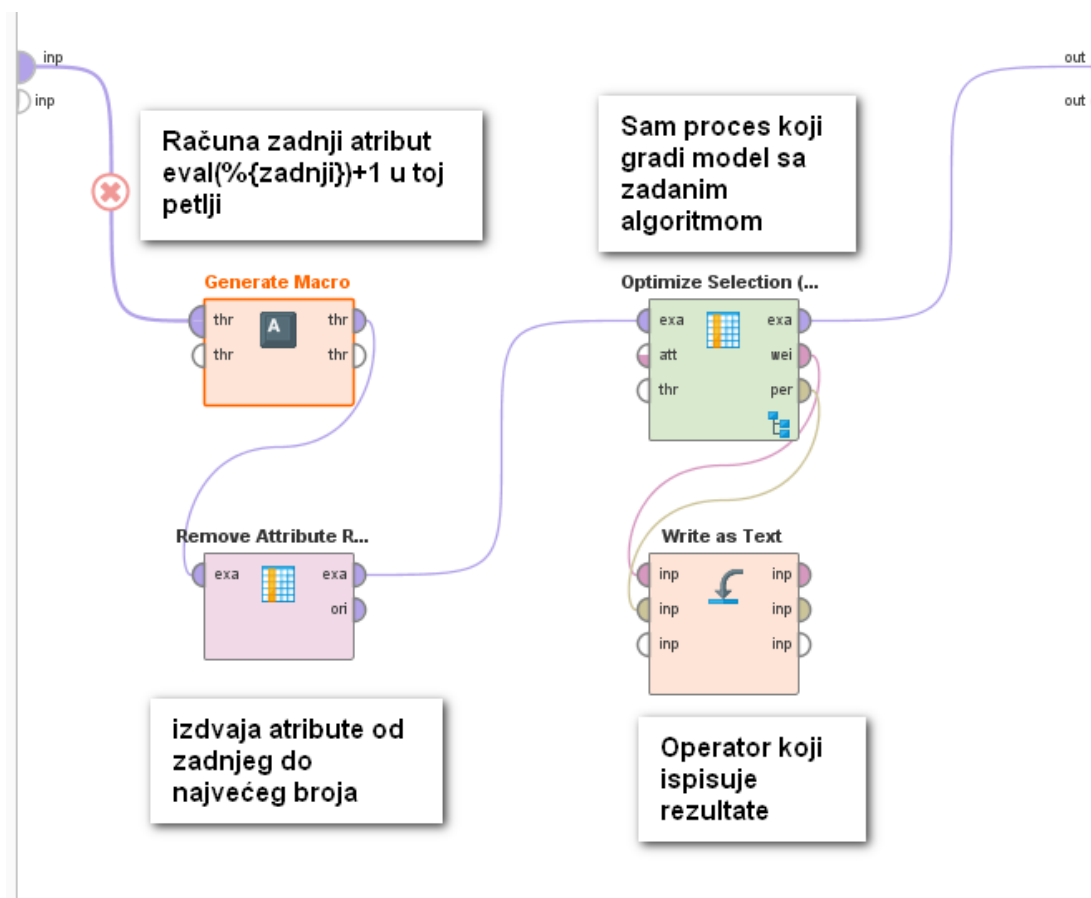 inp
inp
out
out
Računa zadnji atribut
eval(%{zadnji})+1 u toj
petlji
Sam proces koji
gradi model sa
zadanim
algoritmom
Generate Macro
thr
thr
thr
thr
A
Optimize Selection (...
exa
exa
att
wei
thr
per
Remove Attribute R...
exa
exa
ori
Write as Text
inp
inp
inp
inp
inp
inp
izdvaja atribute od
zadnjeg do
najvećeg broja
Operator koji
ispisuje
rezultate